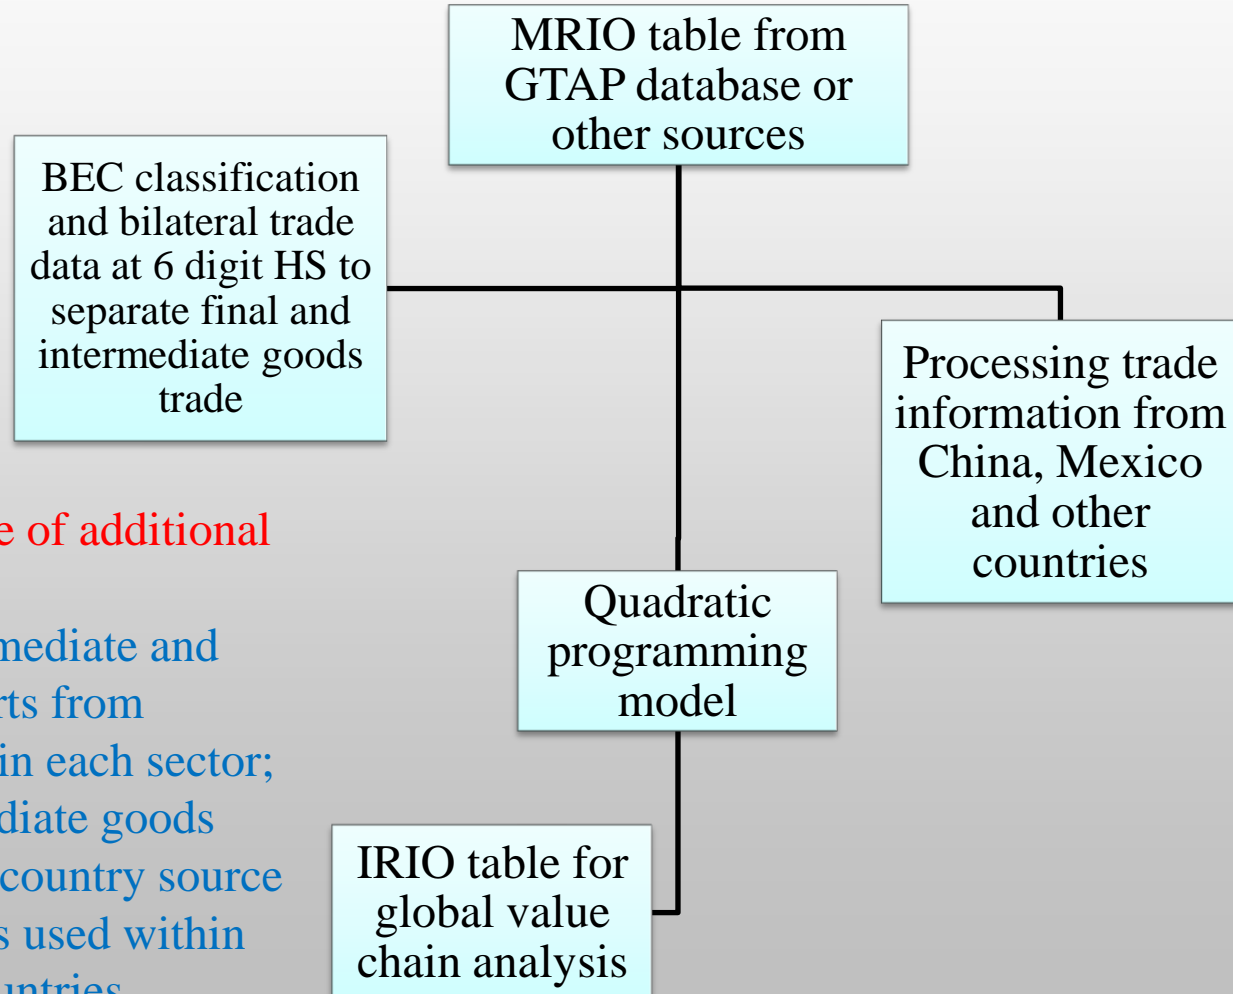 MRIO table from
GTAP database or
other sources
BEC classification
and bilateral trade
data at 6 digit HS to
separate final and
intermediate goods
trade
Processing trade
information from
China, Mexico
and other
countries
Quadratic
programming
model
IRIO table for
global value
chain analysis
of additional
mediate and
from
in each sector;
goods
country source
used within